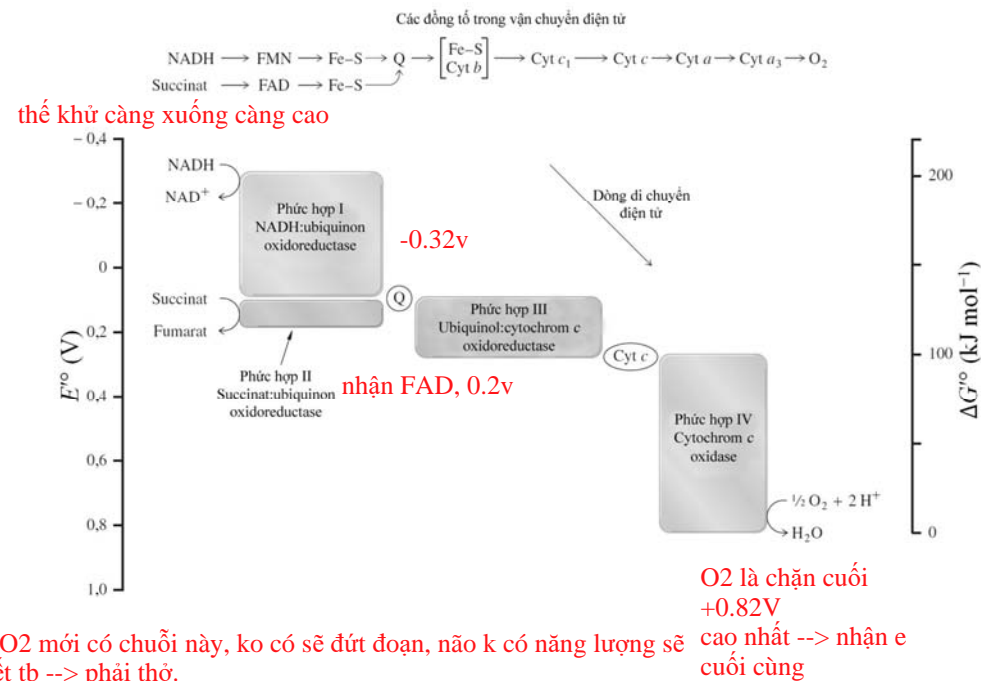 Các đồng tố trong vận chuyển điện tử
NADH → FMN → Fe–S → Q → [Fe–S Cyt b] → Cyt c₁ → Cyt c → Cyt a → Cyt a₃ → O₂
Succinat → FAD → Fe–S
thế khử càng xuống càng cao
– 0,4
– 0,2
0
0,2
0,4
0,6
0,8
1,0
E′° (V)
NADH
NAD⁺
Phức hợp I
NADH:ubiquinon
oxidoreductase
-0.32v
Succinat
Fumarat
Q
Phức hợp II
Succinat:ubiquinon
oxidoreductase
nhận FAD, 0.2v
Phức hợp III
Ubiquinol:cytochrom c
oxidoreductase
Cyt c
Dòng di chuyển
điện tử
Phức hợp IV
Cytochrom c
oxidase
½ O₂ + 2 H⁺
H₂O
200
100
0
ΔG′° (kJ mol⁻¹)
O2 là chặn cuối
+0.82V
cao nhất --> nhận e
cuối cùng
O2 mới có chuỗi này, ko có sẽ đứt đoạn, não k có năng lượng sẽ
tb --> phải thở.